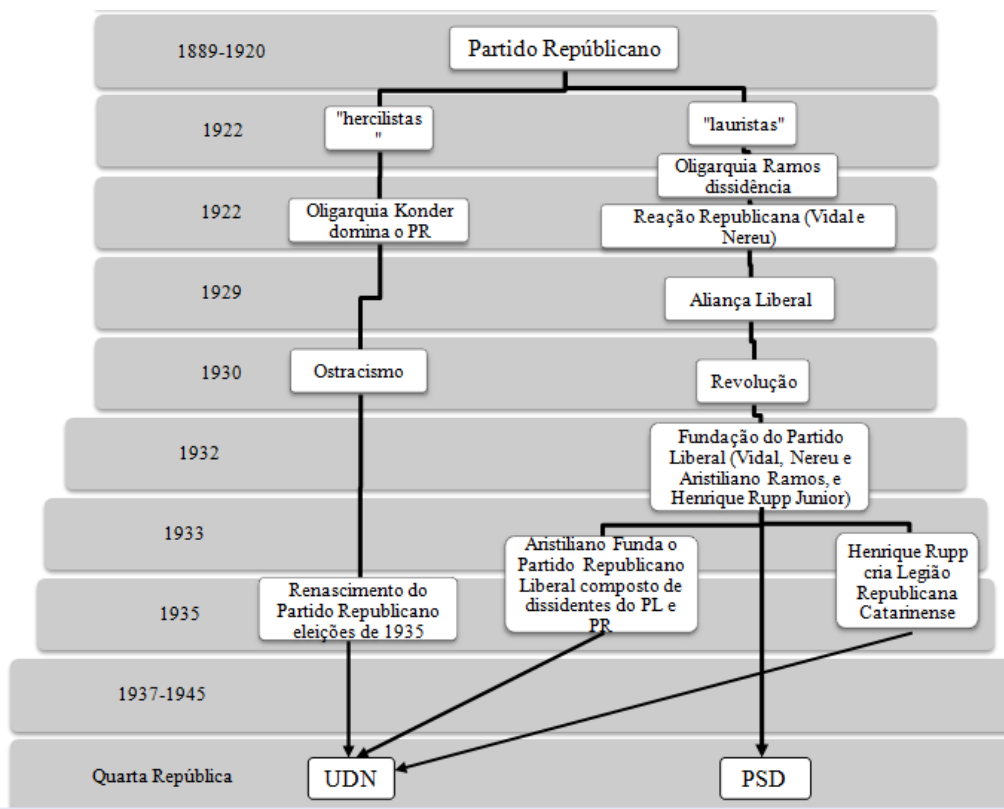 1889-1920
Partido Repúblicano
1922
"hercilistas
"
"lauristas"
Oligarquia Ramos
dissidência
1922
Oligarquia Konder
domina o PR
Reação Republicana (Vidal e
Nereu)
1929
Aliança Liberal
1930
Ostracismo
Revolução
1932
Fundação do Partido
Liberal (Vidal, Nereu e
Aristiliano Ramos, e
Henrique Rupp Junior)
1933
Aristiliano Funda o
Partido Republicano
Liberal composto de
dissidentes do PL e
PR
Henrique Rupp
cria Legião
Republicana
Catarinense
1935
Renascimento do
Partido Republicano
eleições de 1935
1937-1945
Quarta República
UDN
PSD